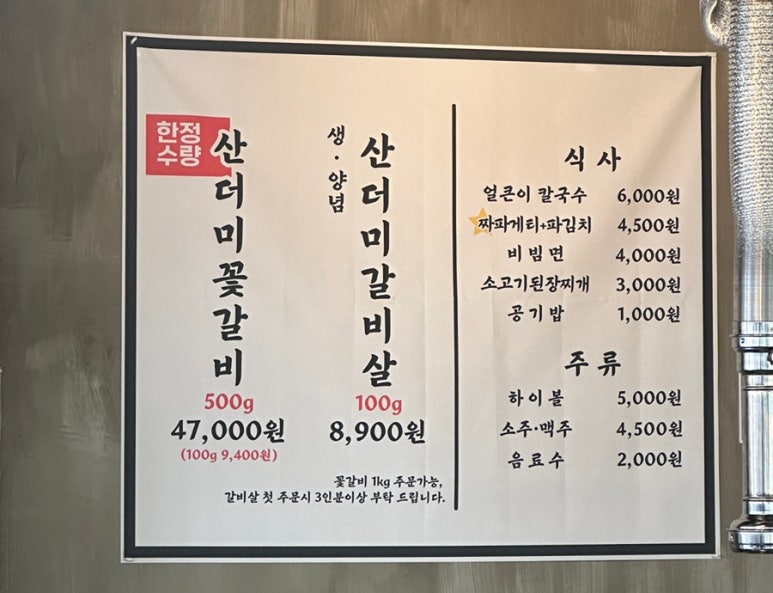 한정
수량
산더미꽃갈비
500g
47,000원
(100g 9,400원)
생·양념
산더미갈비살
100g
8,900원
꽃갈비 1kg 주문가능,
갈비살 첫 주문시 3인분이상 부탁 드립니다.
식사
얼큰이 칼국수 6,000원
짜파게티+파김치 4,500원
비빔면 4,000원
소고기된장찌개 3,000원
공기밥 1,000원
주류
하이볼 5,000원
소주·맥주 4,500원
음료수 2,000원